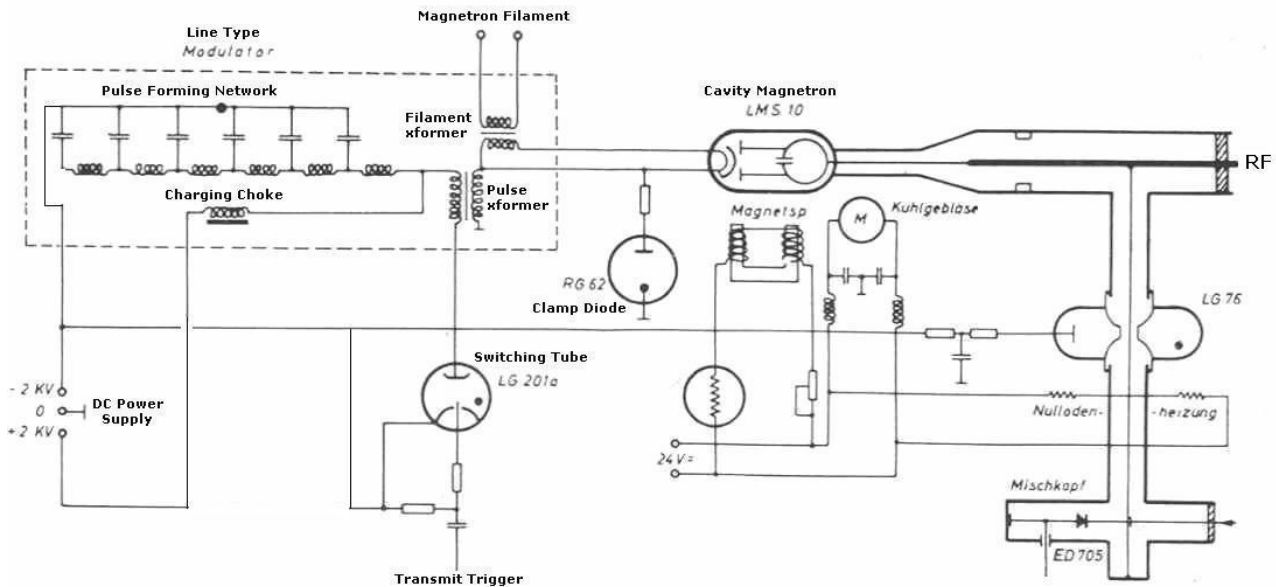 Magnetron Filament
Line Type
Modulator
Pulse Forming Network
Filament
xformer
Cavity Magnetron
LMS 10
RF
Charging Choke
Pulse
xformer
Magnetsp
M
Kuhlgebläse
RG 62
Clamp Diode
LG 76
Switching Tube
LG 201a
- 2 KV
0
+ 2 KV
DC Power
Supply
Nulloden-
-heizung
24V=
Mischkopf
ED 705
Transmit Trigger